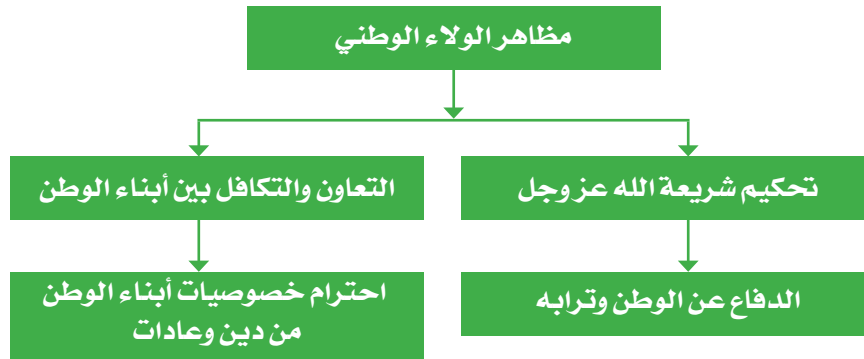 مظاهر الولاء الوطني
تحكيم شريعة الله عز وجل
التعاون والتكافل بين أبناء الوطن
الدفاع عن الوطن وترابه
احترام خصوصيات أبناء الوطن
من دين وعادات